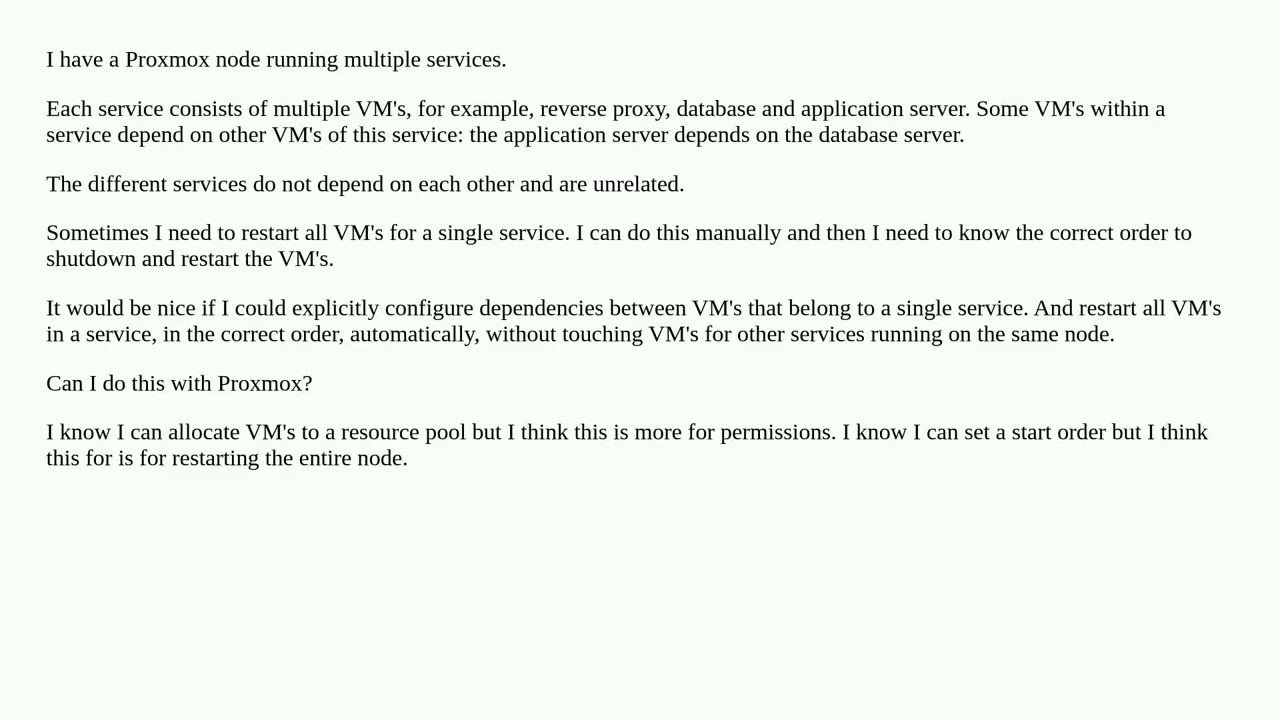 I have a Proxmox node running multiple services.
Each service consists of multiple VM's, for example, reverse proxy, database and application server. Some VM's within a
service depend on other VM's of this service: the application server depends on the database server.
The different services do not depend on each other and are unrelated.
Sometimes I need to restart all VM's for a single service. I can do this manually and then I need to know the correct order to
shutdown and restart the VM's.
It would be nice if I could explicitly configure dependencies between VM's that belong to a single service. And restart all VM's
in a service, in the correct order, automatically, without touching VM's for other services running on the same node.
Can I do this with Proxmox?
I know I can allocate VM's to a resource pool but I think this is more for permissions. I know I can set a start order but I think
this for is for restarting the entire node.